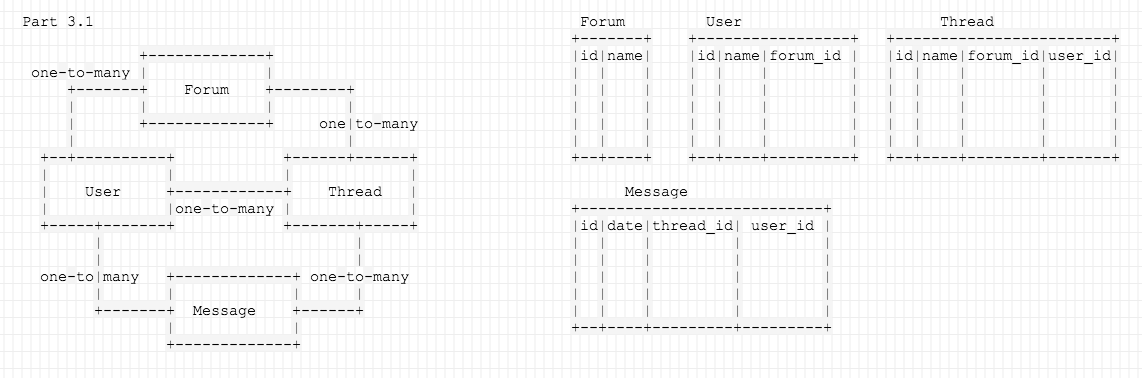 Part 3.1
one-to-many
Forum
one to-many
User
one-to-many
Thread
one-to many
one-to-many
Message
Forum
id|name
User
id|name|forum_id
Thread
id|name|forum_id|user_id
Message
id|date|thread_id|user_id